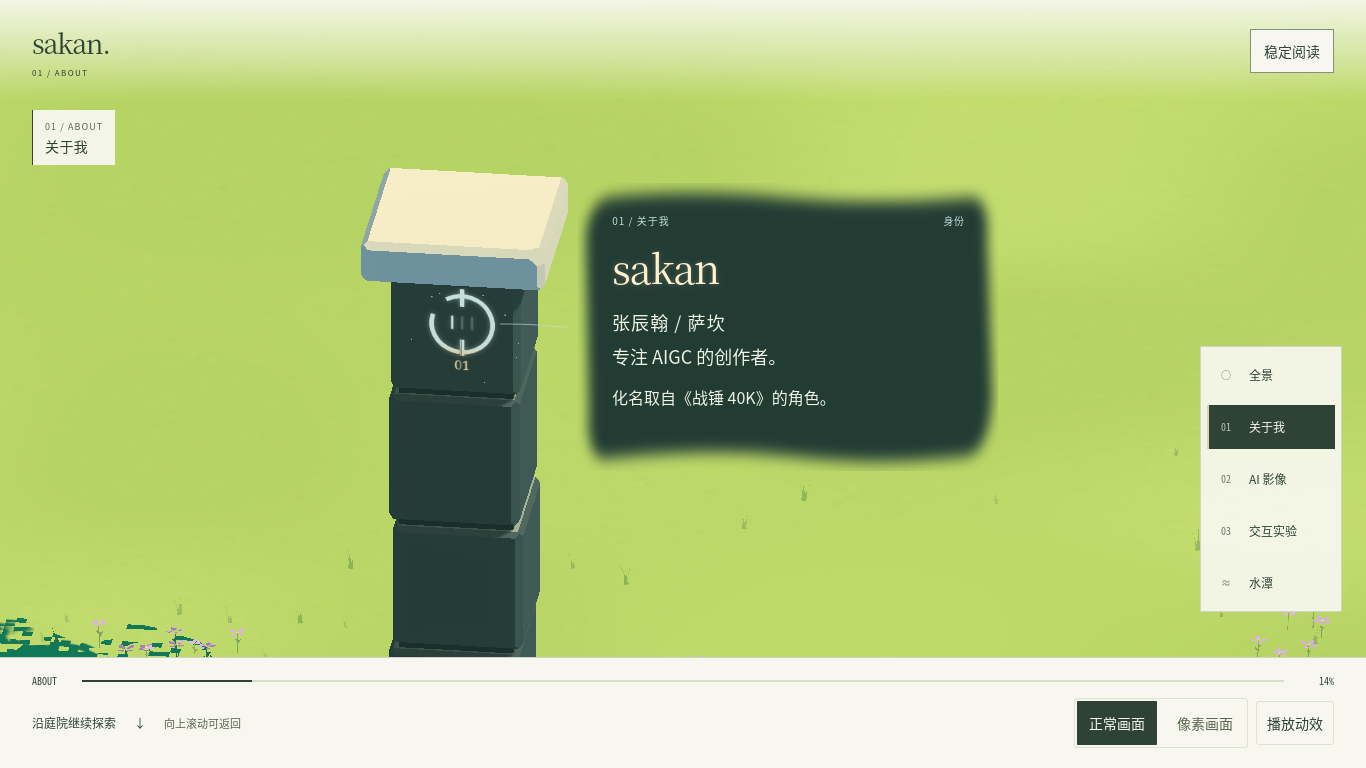 sakan.
01 / ABOUT
稳定阅读
01 / ABOUT
关于我
01 / 关于我
身份
sakan
张辰翰 / 萨坎
专注 AIGC 的创作者。
化名取自《战锤 40K》的角色。
01
全景
01 关于我
02 AI 影像
03 交互实验
≈ 水潭
ABOUT
14%
沿庭院继续探索 ↓ 向上滚动可返回
正常画面 像素画面 播放动效